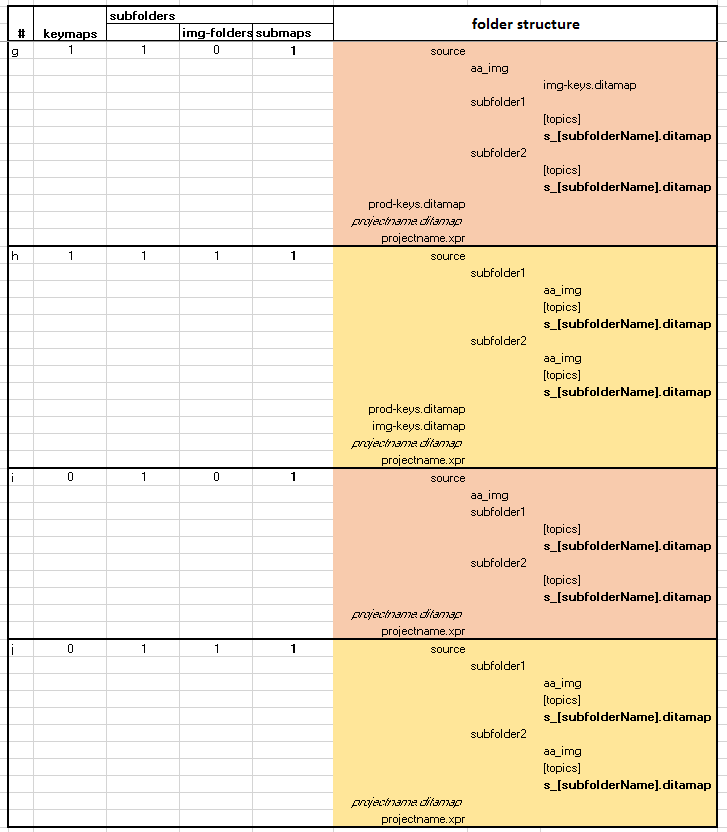 subfolders
# keymaps img-folders submaps folder structure
g 1 1 0 1 source
aa_img
img-keys.ditamap
subfolder1
[topics]
s_[subfolderName].ditamap
subfolder2
[topics]
s_[subfolderName].ditamap
prod-keys.ditamap
projectname.ditamap
projectname.xpr
h 1 1 1 1 source
subfolder1
aa_img
[topics]
s_[subfolderName].ditamap
subfolder2
aa_img
[topics]
s_[subfolderName].ditamap
prod-keys.ditamap
img-keys.ditamap
projectname.ditamap
projectname.xpr
i 0 1 0 1 source
aa_img
subfolder1
[topics]
s_[subfolderName].ditamap
subfolder2
[topics]
s_[subfolderName].ditamap
projectname.ditamap
projectname.xpr
j 0 1 1 1 source
subfolder1
aa_img
[topics]
s_[subfolderName].ditamap
subfolder2
aa_img
[topics]
s_[subfolderName].ditamap
projectname.ditamap
projectname.xpr